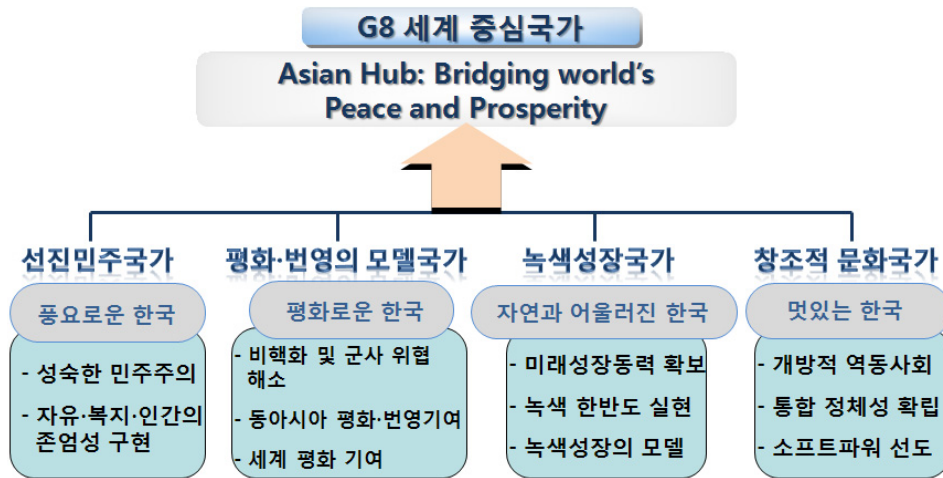 G8 세계 중심국가
Asian Hub: Bridging world's
Peace and Prosperity
선진민주국가
풍요로운 한국
- 성숙한 민주주의
- 자유·복지·인간의
존엄성 구현
평화·번영의 모델국가
평화로운 한국
- 비핵화 및 군사 위협
해소
- 동아시아 평화·번영기여
- 세계 평화 기여
녹색성장국가
자연과 어울러진 한국
- 미래성장동력 확보
- 녹색 한반도 실현
- 녹색성장의 모델
창조적 문화국가
멋있는 한국
- 개방적 역동사회
- 통합 정체성 확립
- 소프트파워 선도